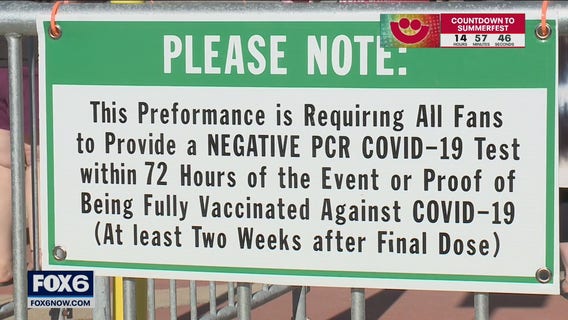 COUNTDOWN TO
SUMMERFEST
14 57 46
HOURS MINUTES SECONDS
PLEASE NOTE:
This Preformance is Requiring All Fans
to Provide a NEGATIVE PCR COVID-19 Test
within 72 Hours of the Event or Proof of
Being Fully Vaccinated Against COVID-19
(At least Two Weeks after Final Dose)
FOX6
FOX6NOW.COM